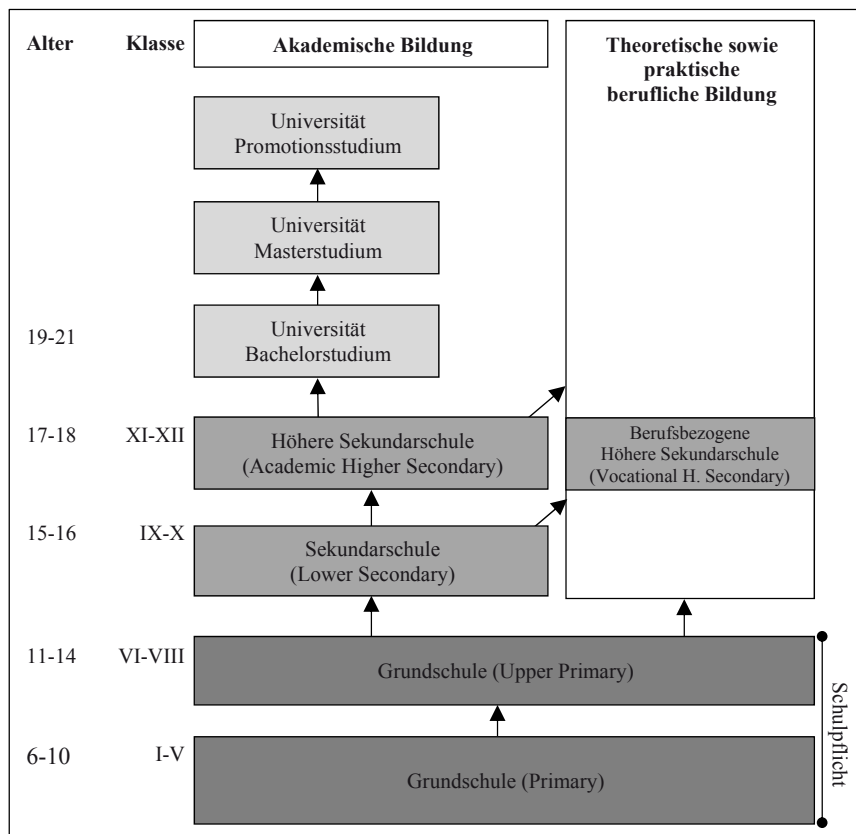 Alter
Klasse
Akademische Bildung
Theoretische sowie
praktische
berufliche Bildung
Universität
Promotionsstudium
Universität
Masterstudium
19-21
Universität
Bachelorstudium
17-18
XI-XII
Höhere Sekundarschule
(Academic Higher Secondary)
Berufsbezogene
Höhere Sekundarschule
(Vocational H. Secondary)
15-16
IX-X
Sekundarschule
(Lower Secondary)
11-14
VI-VIII
Grundschule (Upper Primary)
6-10
I-V
Grundschule (Primary)
Schulpflicht